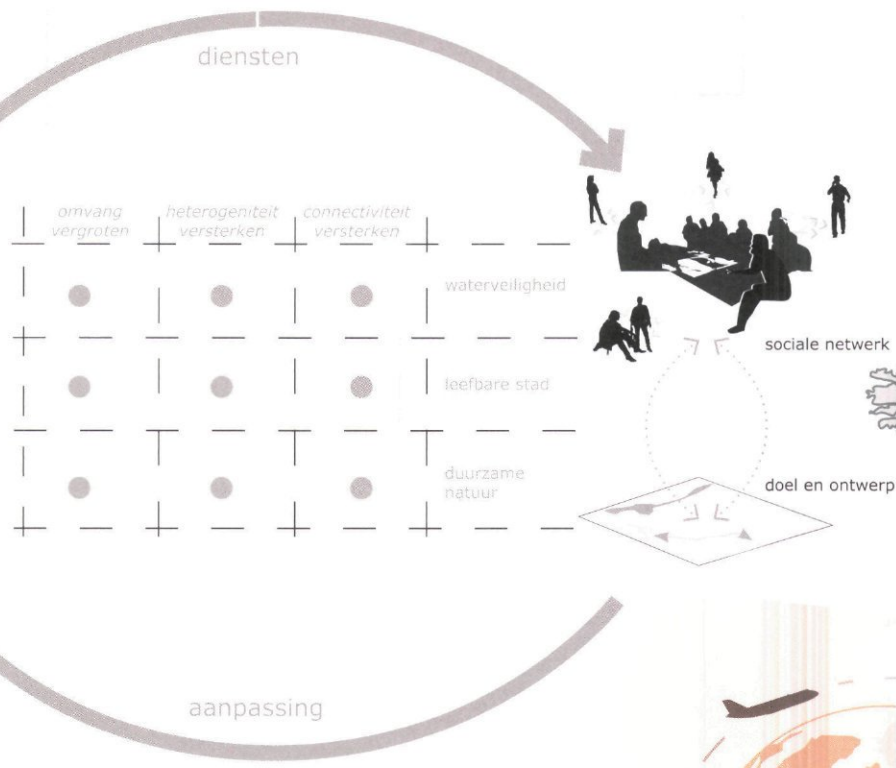 diensten
omvang
vergroten
heterogeniteit
versterken
connectiviteit
versterken
waterveiligheid
leefbare stad
duurzame
natuur
sociale netwerk
doel en ontwerp
aanpassing